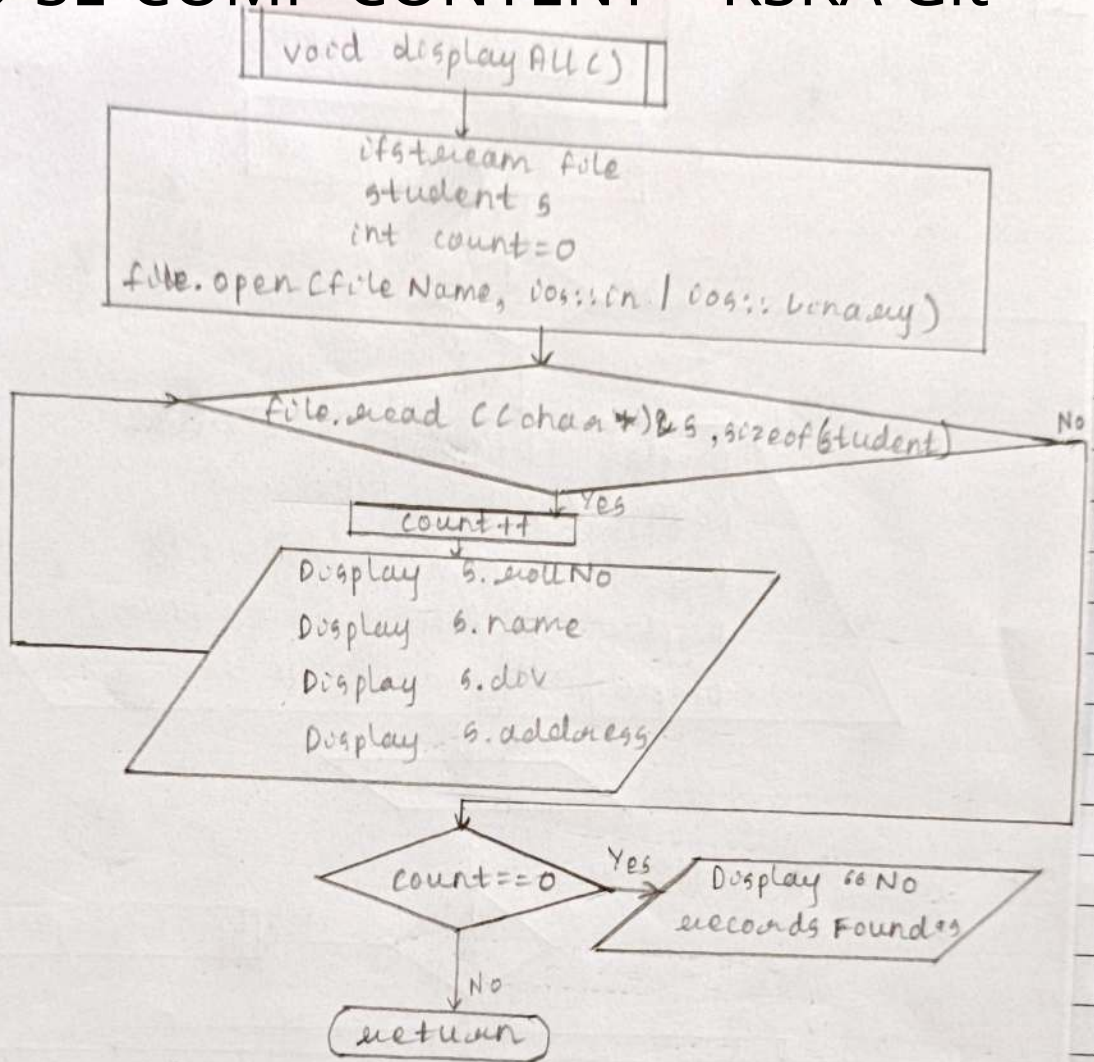 SE COMP CONTENT - KSKA Git
void displayAll()
ifstream file
student s
int count=0
file.open(fileName, ios::in | ios::binary)
file.read((char *)& s, sizeof(student)
No
Yes
count++
Display s.rollNo
Display s.name
Display s.div
Display s.address
count==0
Yes
Display "No
records Found"
No
return